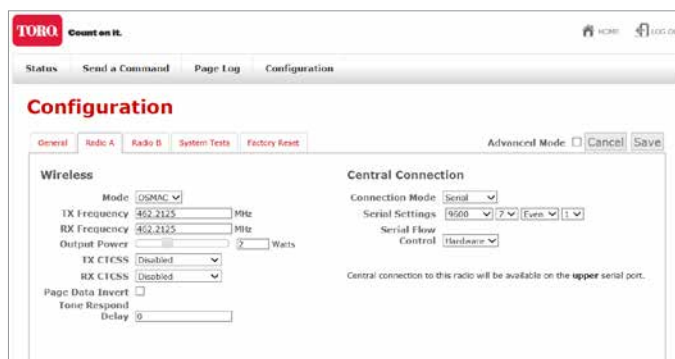 TORO. Count on it.
HOME LOG OU
Status Send a Command Page Log Configuration
Configuration
General Radio A Radio B System Tests Factory Reset
Advanced Mode Cancel Save
Wireless
Mode OSMAC
TX Frequency 462.2125 MHz
RX Frequency 462.2125 MHz
Output Power 2 Watts
TX CTCSS Disabled
RX CTCSS Disabled
Page Data Invert
Tone Respond
Delay 0
Central Connection
Connection Mode Serial
Serial Settings 9600 7 Even 1
Serial Flow
Control Hardware
Central connection to this radio will be available on the upper serial port.